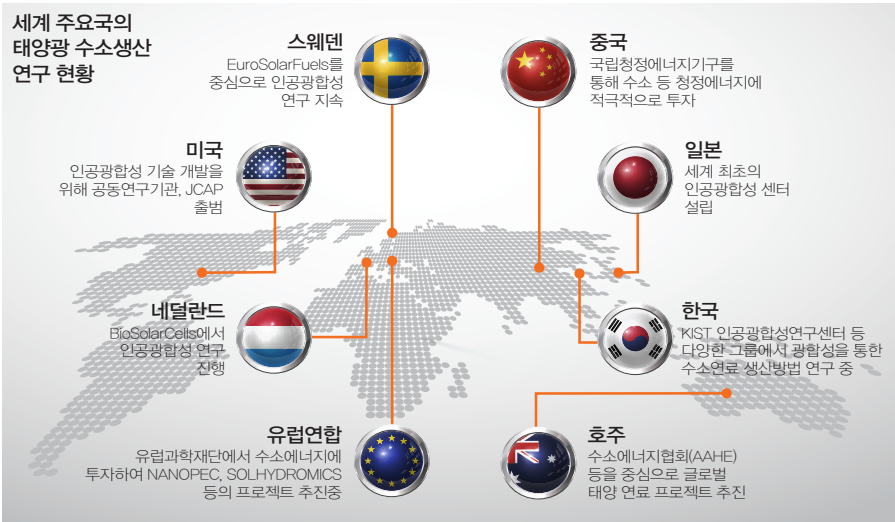 세계 주요국의
태양광 수소생산
연구 현황
스웨덴
EuroSolarFuels를
중심으로 인공광합성
연구 지속
중국
국립청정에너지기구를
통해 수소 등 청정에너지에
적극적으로 투자
미국
인공광합성 기술 개발을
위해 공동연구기관, JCAP
출범
일본
세계 최초의
인공광합성 센터
설립
네덜란드
BioSolarCells에서
인공광합성 연구
진행
한국
KIST 인공광합성연구센터 등
다양한 그룹에서 광합성을 통한
수소연료 생산방법 연구 중
유럽연합
유럽과학재단에서 수소에너지에
투자하여 NANOPEC, SOLHYDROMICS
등의 프로젝트 추진중
호주
수소에너지협회(AAHE)
등을 중심으로 글로벌
태양 연료 프로젝트 추진